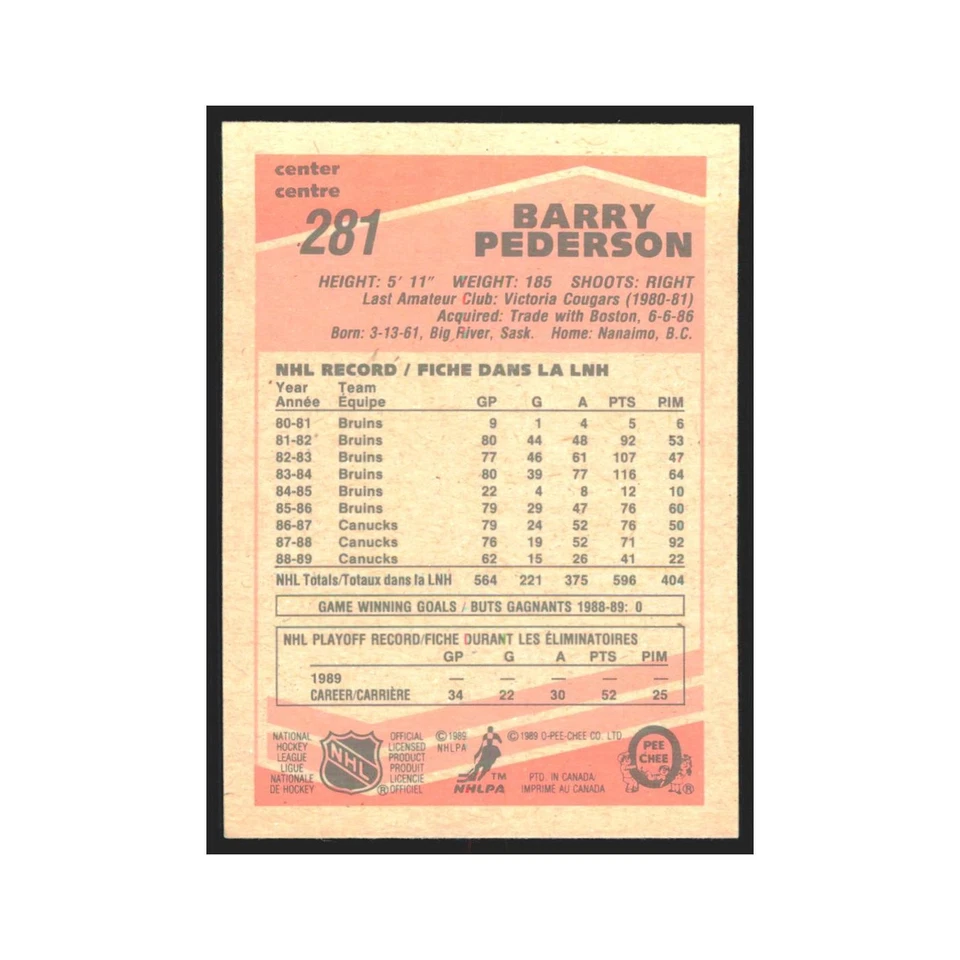 center
centre
281
BARRY
PEDERSON
HEIGHT: 5' 11" WEIGHT: 185 SHOOTS: RIGHT
Last Amateur Club: Victoria Cougars (1980-81)
Acquired: Trade with Boston, 6-6-86
Born: 3-13-61, Big River, Sask. Home: Nanaimo, B.C.
NHL RECORD / FICHE DANS LA LNH
Year Team
Année Équipe GP G A PTS PIM
80-81 Bruins 9 1 4 5 6
81-82 Bruins 80 44 48 92 53
82-83 Bruins 77 46 61 107 47
83-84 Bruins 80 39 77 116 64
84-85 Bruins 22 4 8 12 10
85-86 Bruins 79 29 47 76 60
86-87 Canucks 79 24 52 76 50
87-88 Canucks 76 19 52 71 92
88-89 Canucks 62 15 26 41 22
NHL Totals/Totaux dans la LNH 564 221 375 596 404
GAME WINNING GOALS / BUTS GAGNANTS 1988-89: 0
NHL PLAYOFF RECORD/FICHE DURANT LES ÉLIMINATOIRES
GP G A PTS PIM
1989 — — — — —
CAREER/CARRIÈRE 34 22 30 52 25
NATIONAL
HOCKEY
LEAGUE
LIGUE
NATIONALE
DE HOCKEY
NHL
®
OFFICIAL
LICENSED
PRODUCT
PRODUIT
LICENCIE
OFFICIEL
© 1989
NHLPA
TM
NHLPA
© 1989 O-PEE-CHEE CO. LTD.
PTD. IN CANADA.
IMPRIME AU CANADA
O
PEE
CHEE
®